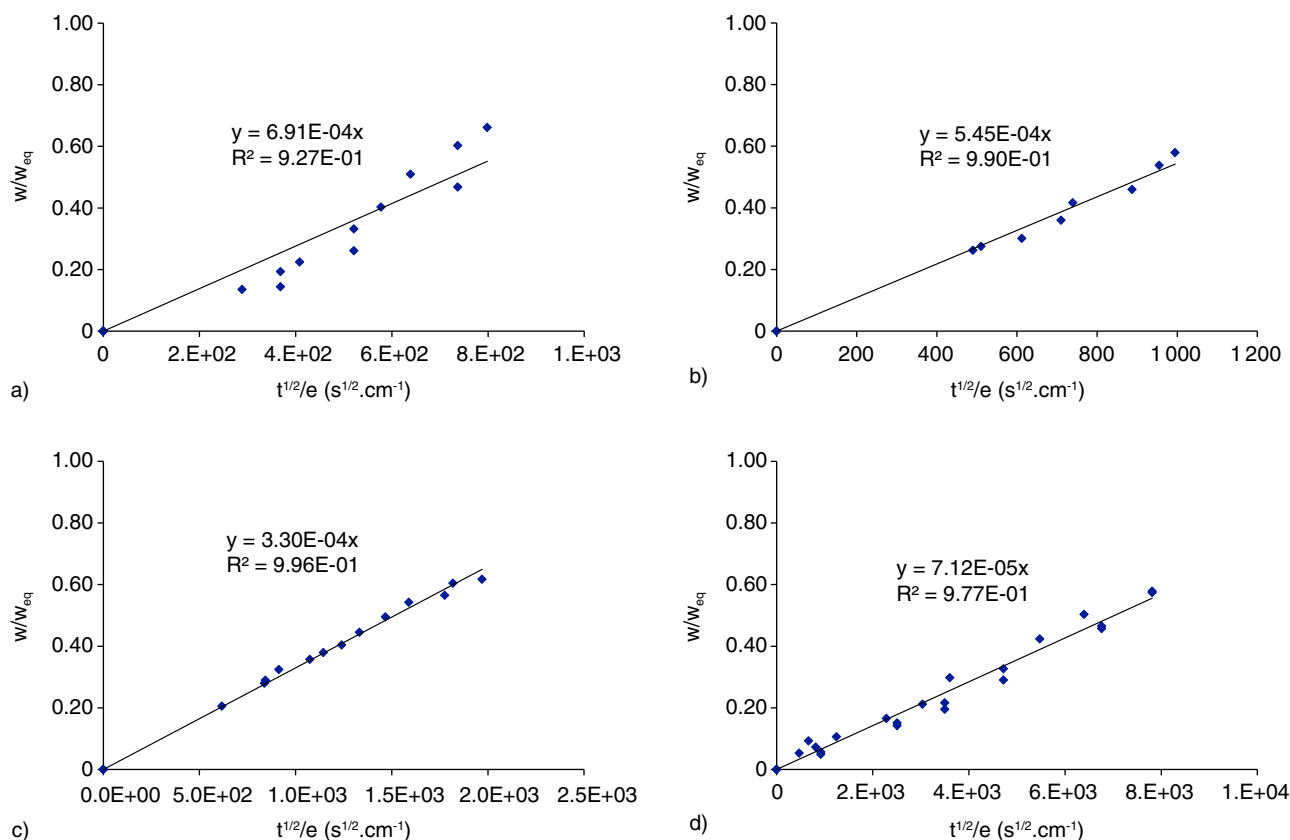 1.00
0.80
0.60
0.40
0.20
0
w/w_eq
y = 6.91E-04x
R² = 9.27E-01
0 2.E+02 4.E+02 6.E+02 8.E+02 1.E+03
t^1/2/e (s^1/2.cm^-1)
a)
1.00
0.80
0.60
0.40
0.20
0
w/w_eq
y = 5.45E-04x
R² = 9.90E-01
0 200 400 600 800 1000 1200
t^1/2/e (s^1/2.cm^-1)
b)
1.00
0.80
0.60
0.40
0.20
0
w/w_eq
y = 3.30E-04x
R² = 9.96E-01
0.0E+00 5.0E+02 1.0E+03 1.5E+03 2.0E+03 2.5E+03
t^1/2/e (s^1/2.cm^-1)
c)
1.00
0.80
0.60
0.40
0.20
0
w/w_eq
y = 7.12E-05x
R² = 9.77E-01
0 2.E+03 4.E+03 6.E+03 8.E+03 1.E+04
t^1/2/e (s^1/2.cm^-1)
d)